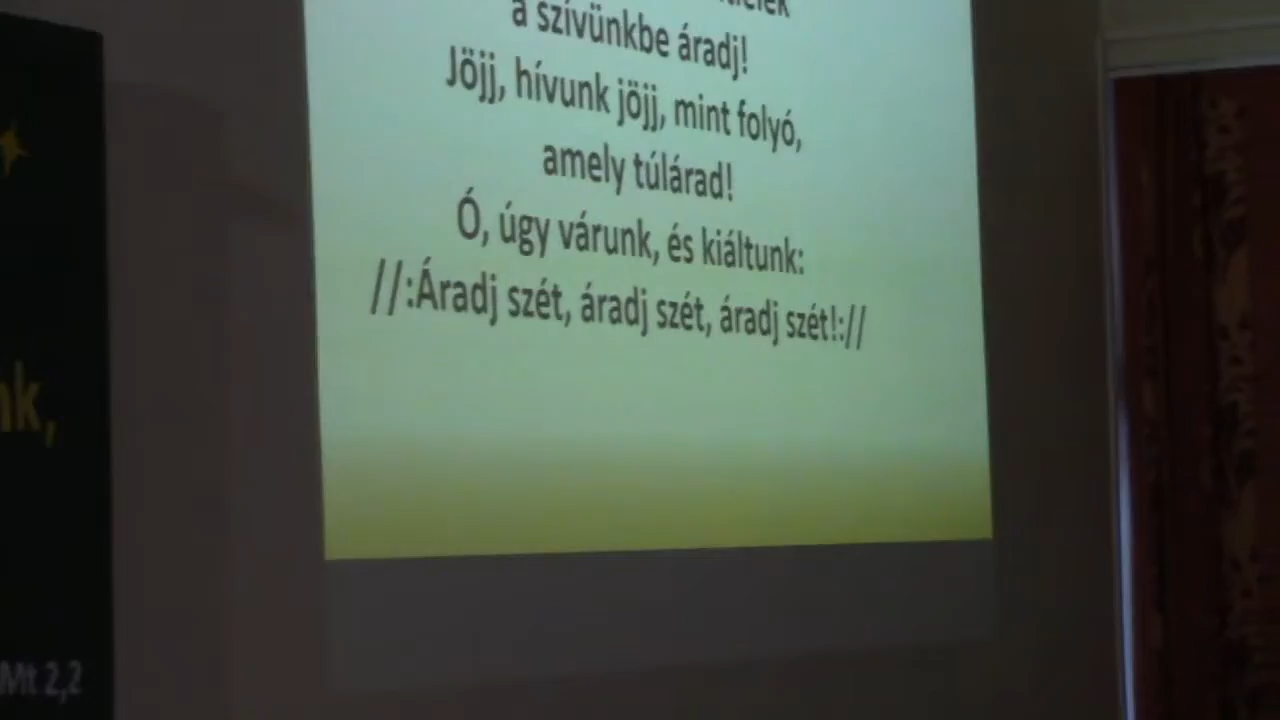 a szívünkbe áradj!
Jöjj, hívunk jöjj, mint folyó,
amely túlárad!
Ó, úgy várunk, és kiáltunk:
//:Áradj szét, áradj szét, áradj szét!://
nk,
Mt 2,2